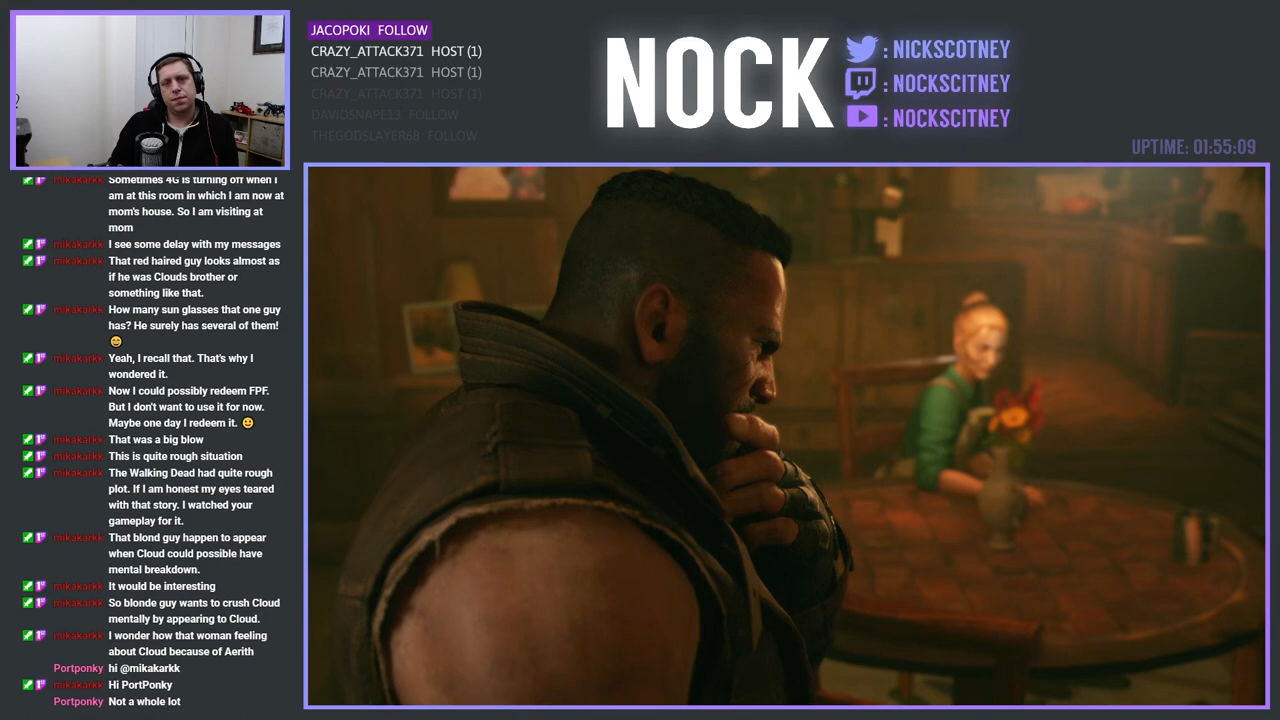 JACOPOKI FOLLOW
CRAZY_ATTACK371 HOST (1)
CRAZY_ATTACK371 HOST (1)
CRAZY_ATTACK371 HOST (1)
DAVIDSNAPE13 FOLLOW
THEGODSLAYER68 FOLLOW
NOCK
: NICKSCOTNEY
: NOCKSCITNEY
: NOCKSCITNEY
UPTIME: 01:55:09
mikakarkk Sometimes 4G is turning off when I
am at this room in which I am now at
mom's house. So I am visiting at
mom
mikakarkk I see some delay with my messages
mikakarkk That red haired guy looks almost as
if he was Clouds brother or
something like that.
mikakarkk How many sun glasses that one guy
has? He surely has several of them!
😄
mikakarkk Yeah, I recall that. That's why I
wondered it.
mikakarkk Now I could possibly redeem FPF.
But I don't want to use it for now.
Maybe one day I redeem it. 😀
mikakarkk That was a big blow
mikakarkk This is quite rough situation
mikakarkk The Walking Dead had quite rough
plot. If I am honest my eyes teared
with that story. I watched your
gameplay for it.
mikakarkk That blond guy happen to appear
when Cloud could possible have
mental breakdown.
mikakarkk It would be interesting
mikakarkk So blonde guy wants to crush Cloud
mentally by appearing to Cloud.
mikakarkk I wonder how that woman feeling
about Cloud because of Aerith
Portponky hi @mikakarkk
mikakarkk Hi PortPonky
Portponky Not a whole lot